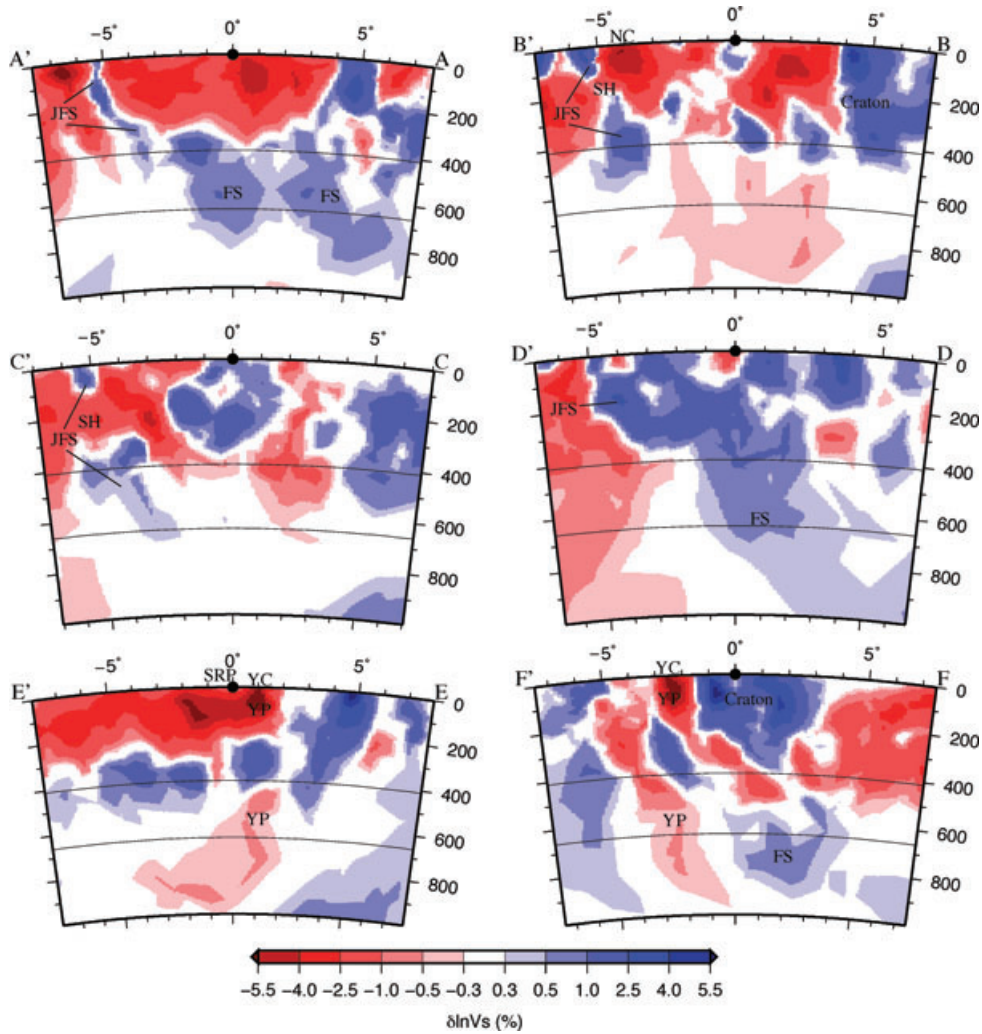 −5° 0° 5°
A' A
0
200
400
600
800
JFS
FS FS
−5° 0° 5°
B' NC B
0
200
400
600
800
SH
JFS
Craton
−5° 0° 5°
C' C
0
200
400
600
800
SH
JFS
−5° 0° 5°
D' D
0
200
400
600
800
JFS
FS
−5° 0° 5°
SRP YC
E' E
0
200
400
600
800
YP
YP
−5° 0° 5°
YC
F' F
0
200
400
600
800
YP Craton
YP
FS
−5.5 −4.0 −2.5 −1.0 −0.5 −0.3 0.3 0.5 1.0 2.5 4.0 5.5
δlnVs (%)